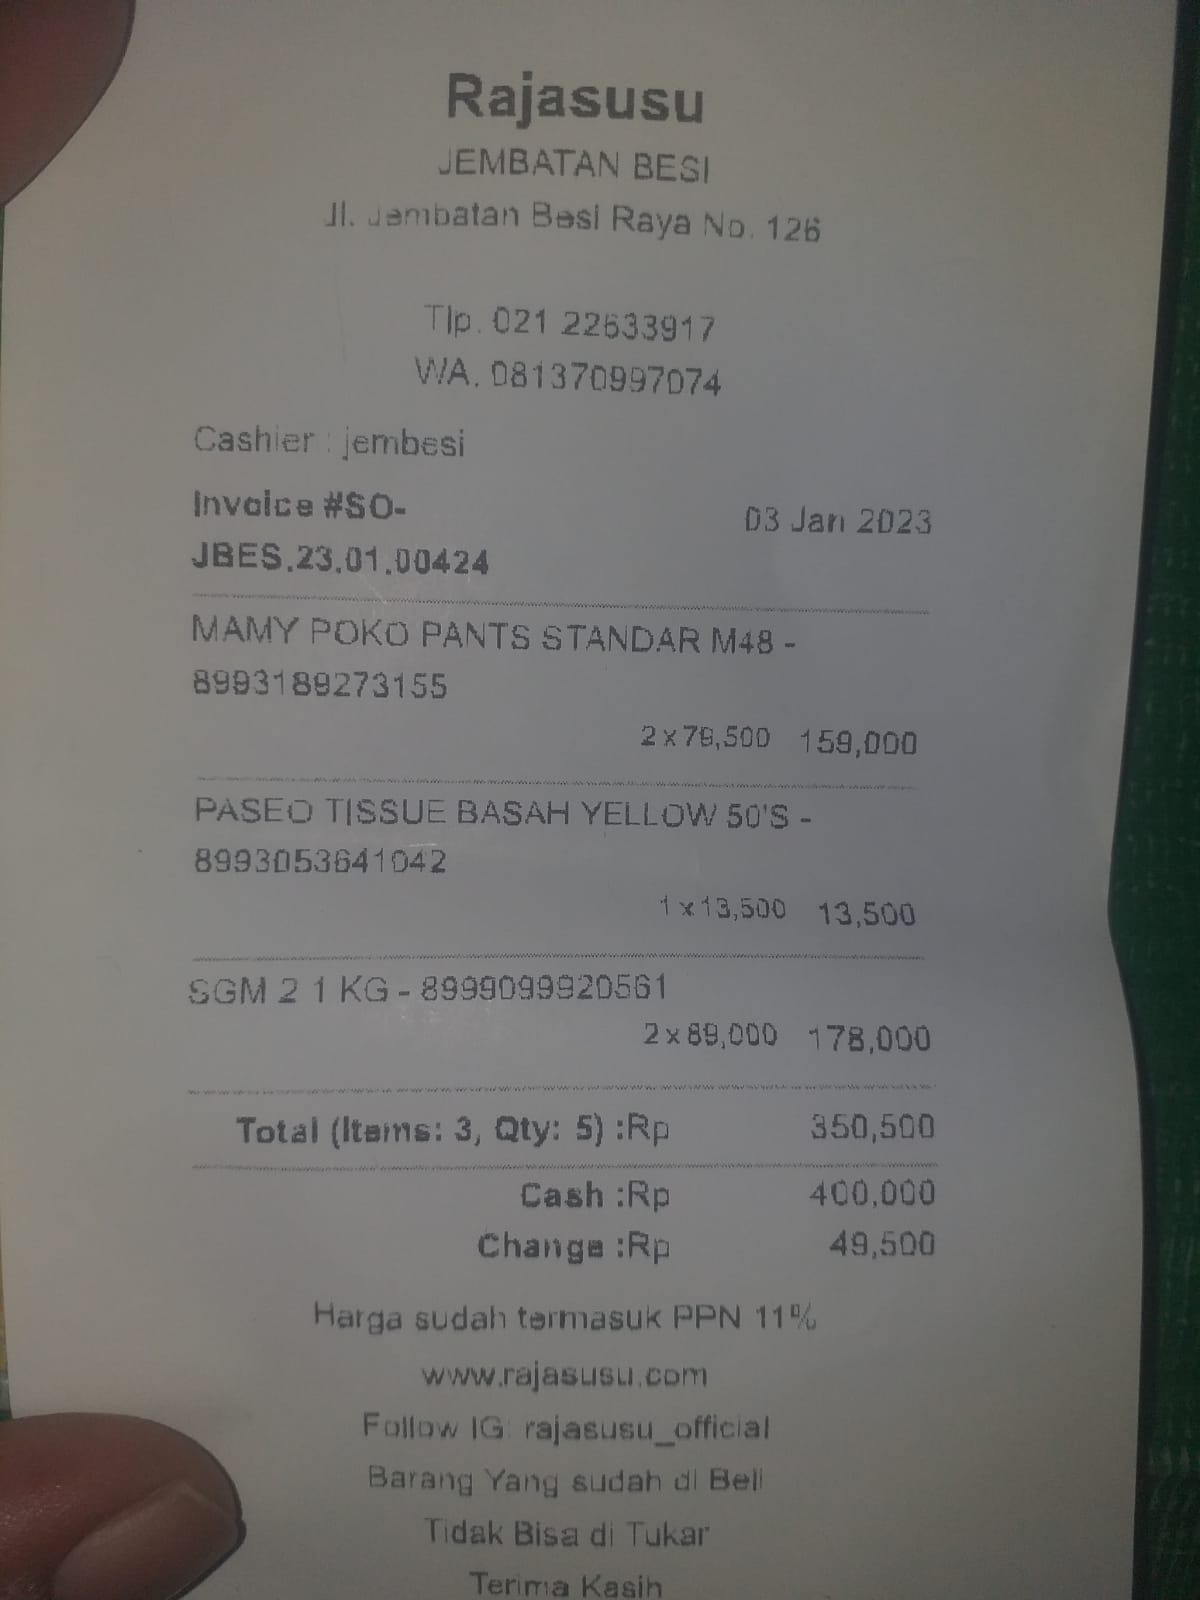 Rajasusu
JEMBATAN BESI
Jl. Jembatan Besi Raya No. 126
Tlp. 021 22633917
WA. 081370997074
Cashier : jembesi
Invoice #SO-
JBES.23.01.00424
03 Jan 2023
MAMY POKO PANTS STANDAR M48 -
8993189273155
2 x 79,500 159,000
PASEO TISSUE BASAH YELLOW 50'S -
8993053641042
1 x 13,500 13,500
SGM 2 1 KG - 8999099920561
2 x 89,000 178,000
Total (Items: 3, Qty: 5) :Rp 350,500
Cash :Rp 400,000
Change :Rp 49,500
Harga sudah termasuk PPN 11%
www.rajasusu.com
Follow IG: rajasusu_official
Barang Yang sudah di Beli
Tidak Bisa di Tukar
Terima Kasih